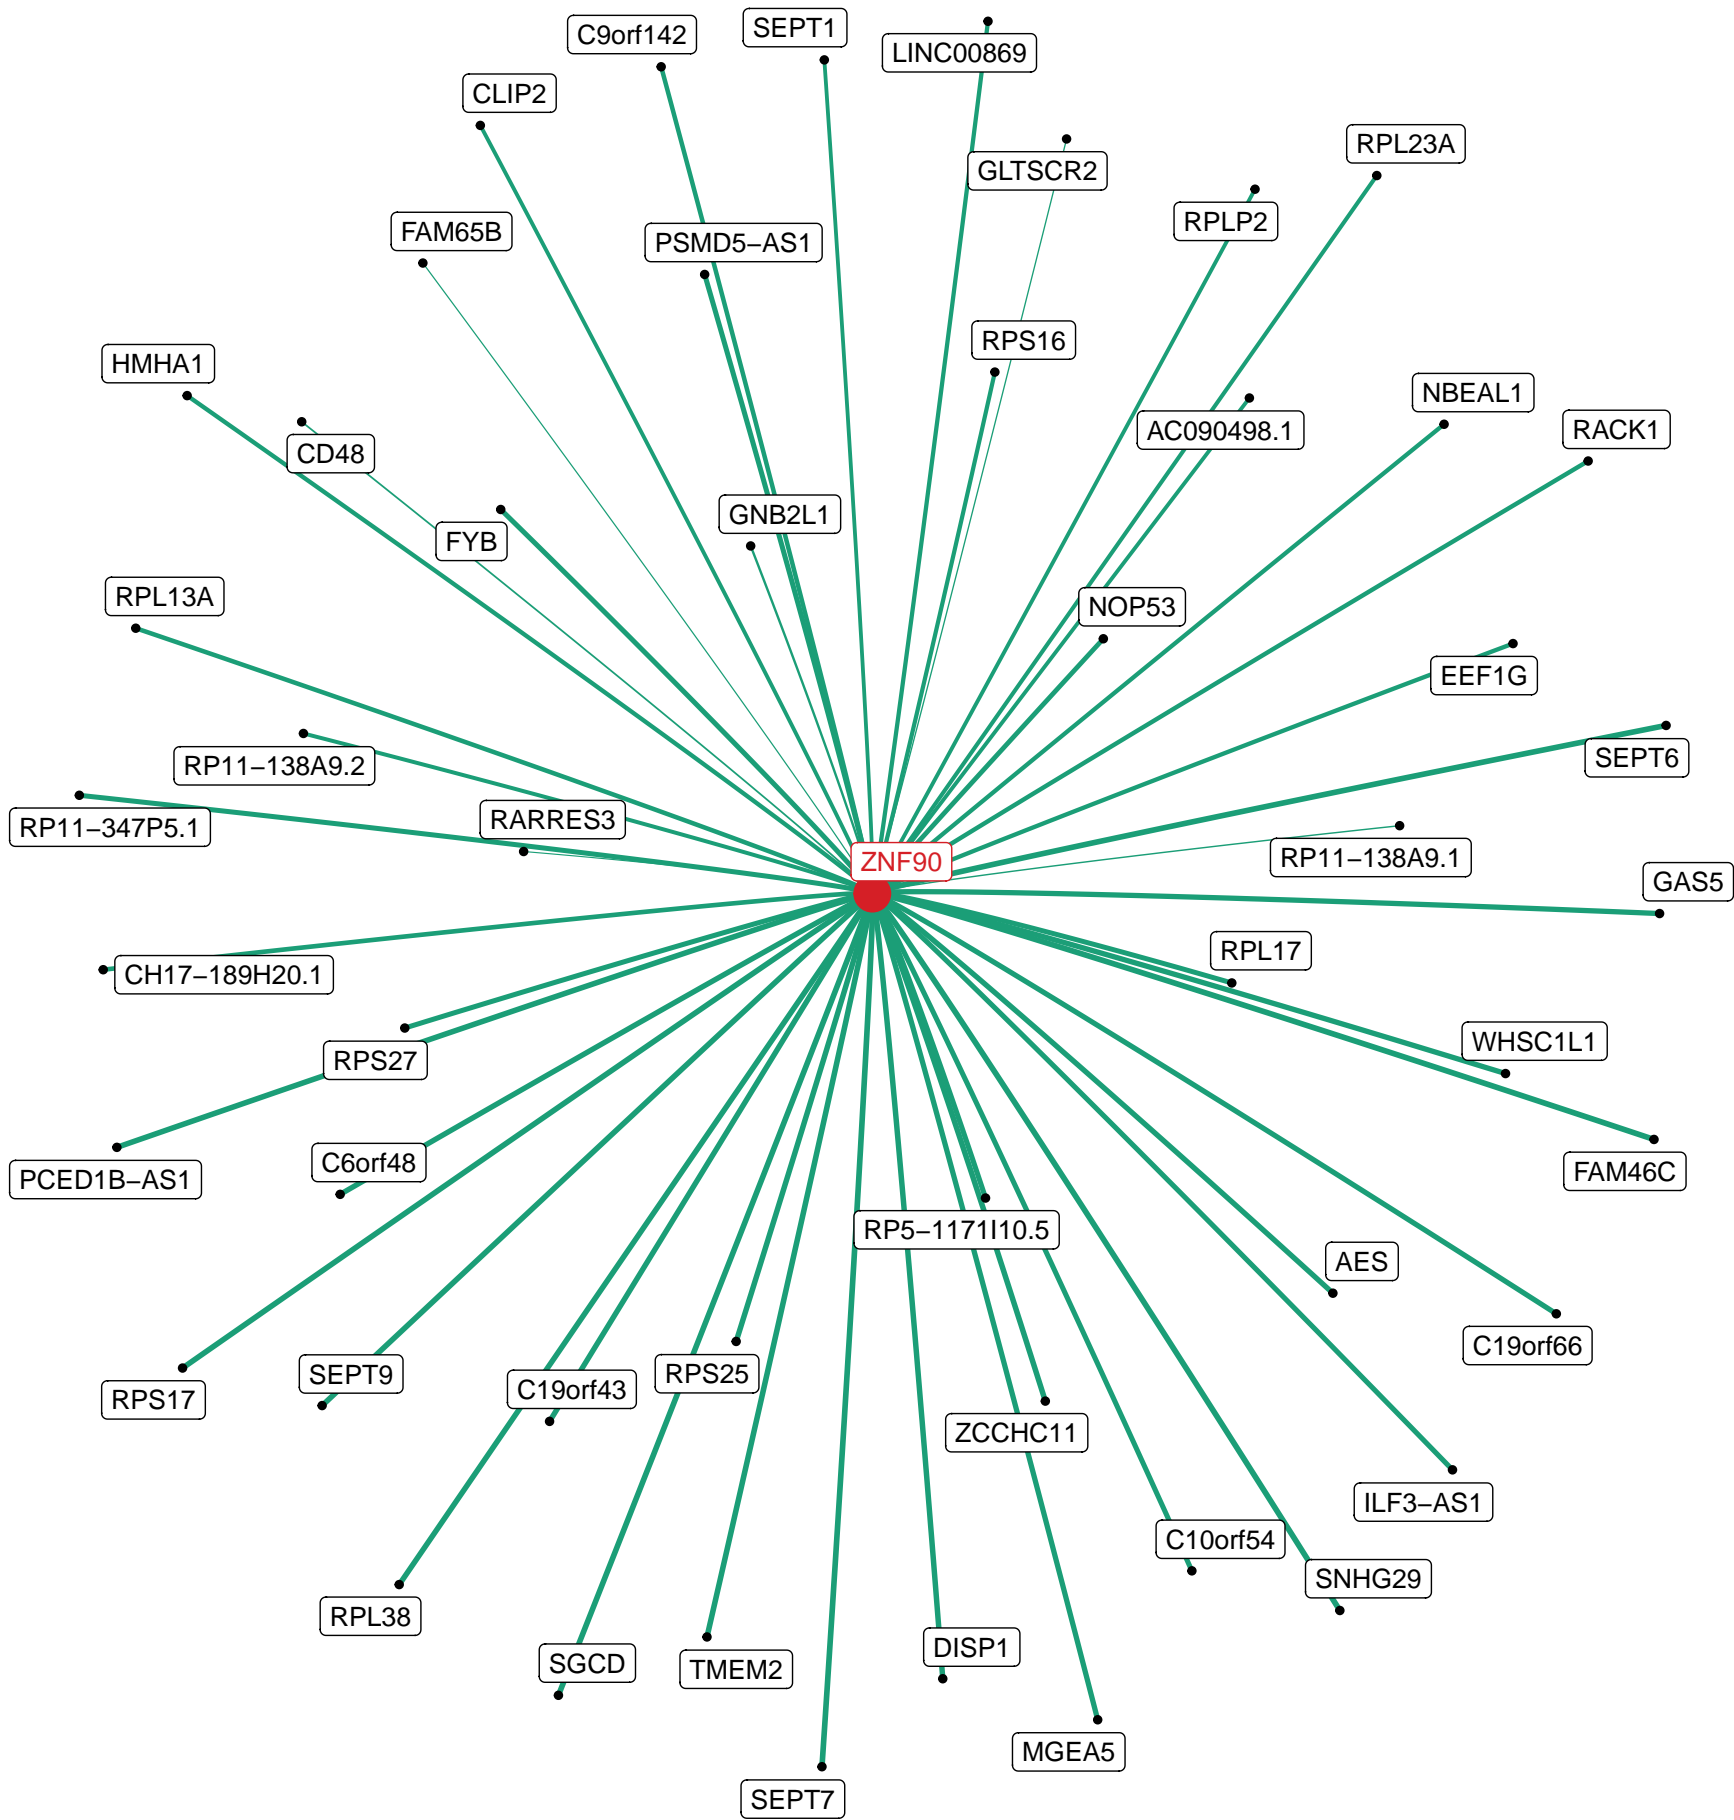 SEPT1
C9orf142
LINC00869
CLIP2
RPL23A
GLTSCR2
RPLP2
FAM65B
PSMD5−AS1
RPS16
HMHA1
NBEAL1
AC090498.1
RACK1
CD48
GNB2L1
FYB
RPL13A
NOP53
EEF1G
SEPT6
RP11−138A9.2
RARRES3
RP11−347P5.1
RP11−138A9.1
ZNF90
GAS5
RPL17
CH17−189H20.1
WHSC1L1
RPS27
C6orf48
FAM46C
PCED1B−AS1
RP5−1171I10.5
AES
C19orf66
SEPT9
RPS25
C19orf43
RPS17
ZCCHC11
ILF3−AS1
C10orf54
SNHG29
RPL38
DISP1
SGCD
TMEM2
MGEA5
SEPT7